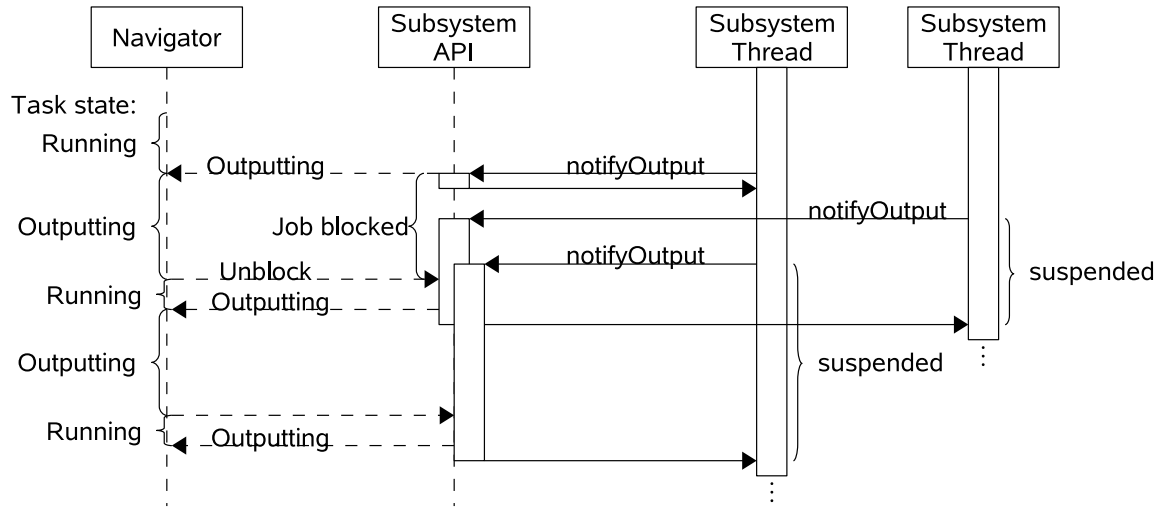 Navigator
Subsystem
API
Subsystem
Thread
Subsystem
Thread
Task state:
Running
Outputting
notifyOutput
Outputting
Job blocked
notifyOutput
Unblock
notifyOutput
suspended
Running
Outputting
Outputting
suspended
Running
Outputting